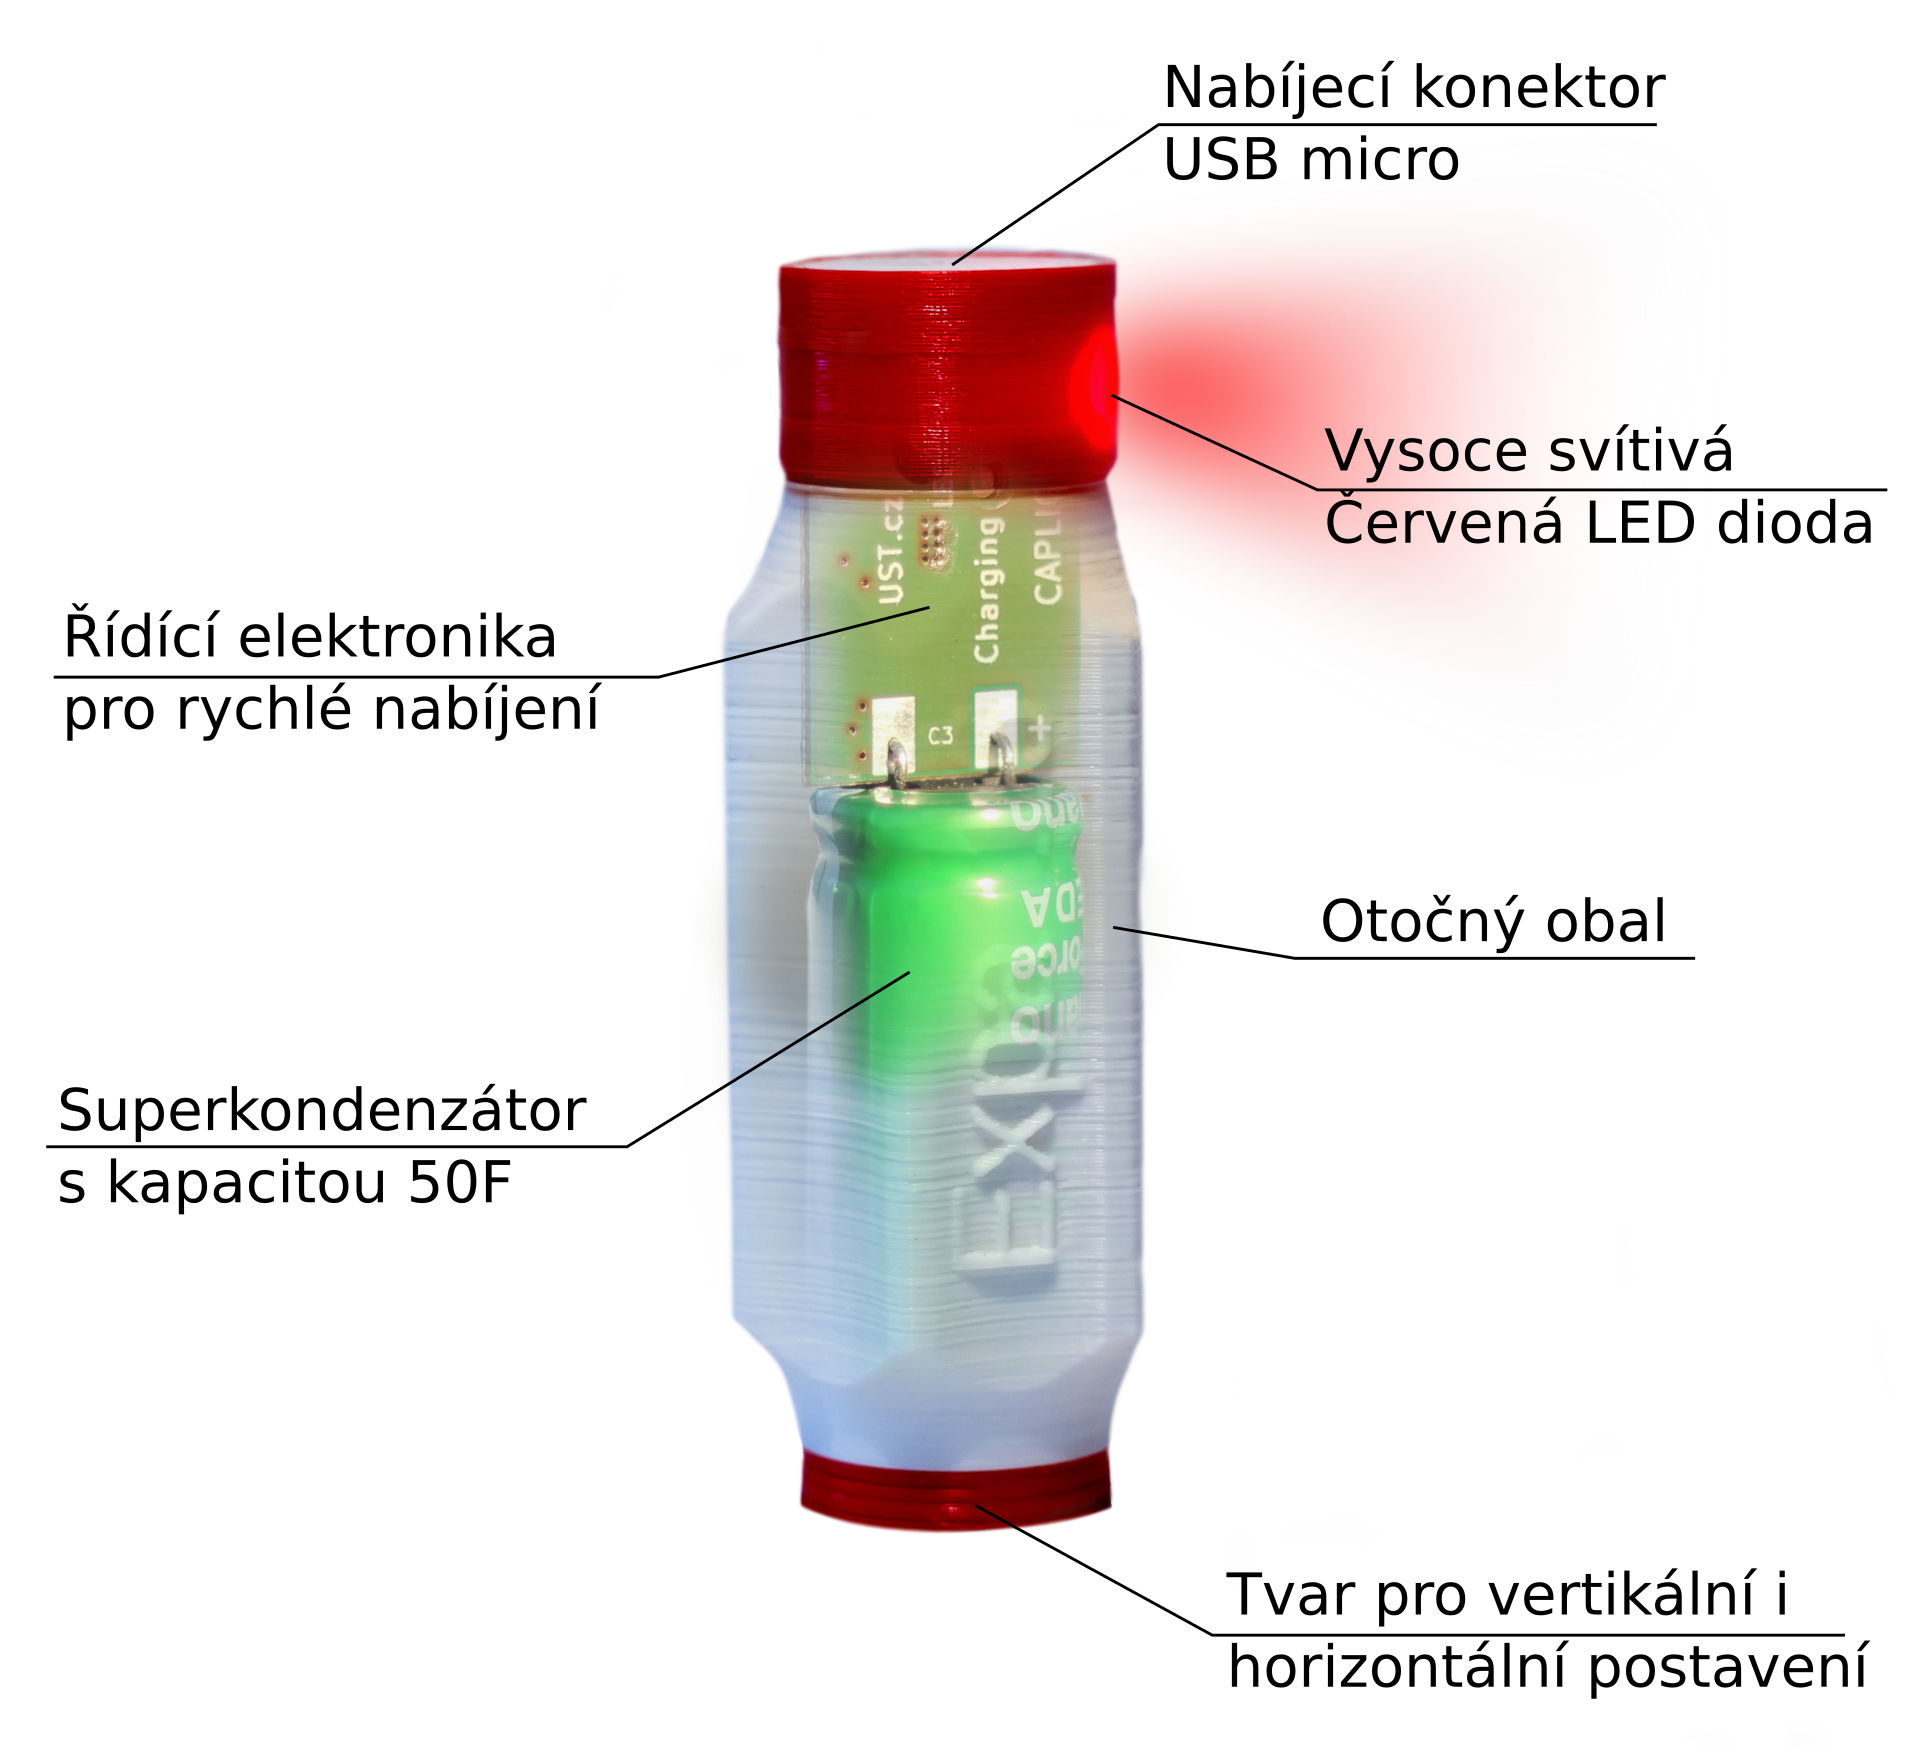 Nabíjecí konektor
USB micro
Vysoce svítivá
Červená LED dioda
Řídící elektronika
pro rychlé nabíjení
UST.cz
Charging
C3
+
Otočný obal
Superkondenzátor
s kapacitou 50F
Tvar pro vertikální i
horizontální postavení